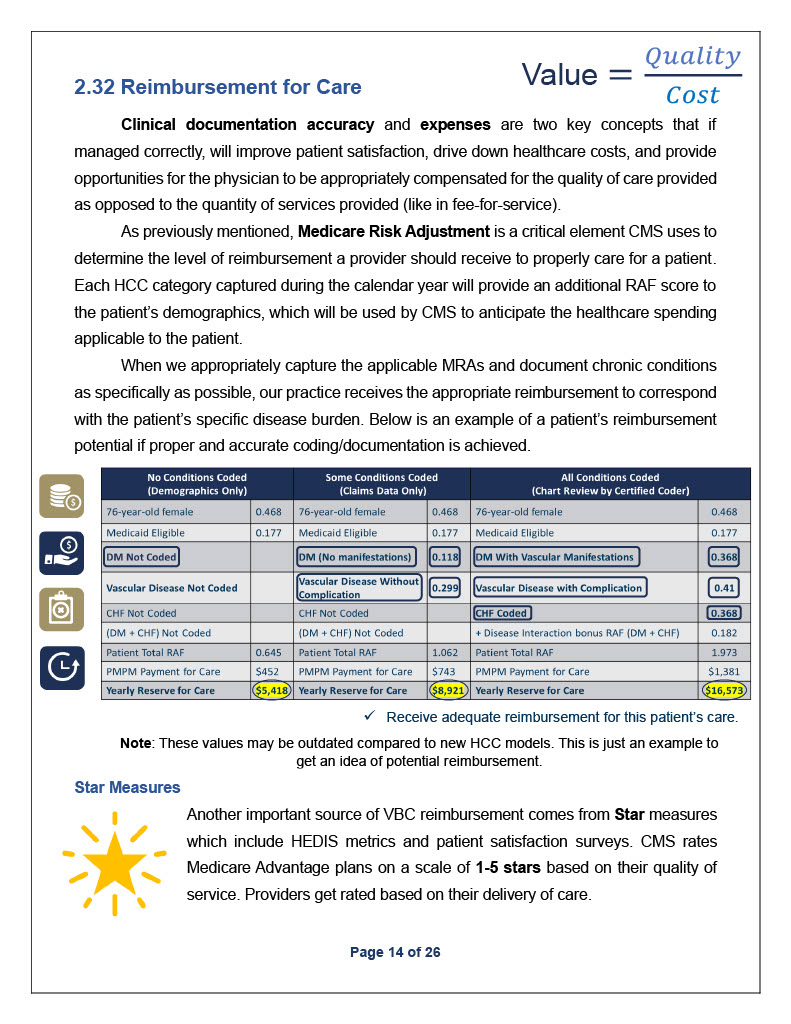 2.32 Reimbursement for Care
Value = Quality
Cost
Clinical documentation accuracy and expenses are two key concepts that if
managed correctly, will improve patient satisfaction, drive down healthcare costs, and provide
opportunities for the physician to be appropriately compensated for the quality of care provided
as opposed to the quantity of services provided (like in fee-for-service).
As previously mentioned, Medicare Risk Adjustment is a critical element CMS uses to
determine the level of reimbursement a provider should receive to properly care for a patient.
Each HCC category captured during the calendar year will provide an additional RAF score to
the patient's demographics, which will be used by CMS to anticipate the healthcare spending
applicable to the patient.
When we appropriately capture the applicable MRAs and document chronic conditions
as specifically as possible, our practice receives the appropriate reimbursement to correspond
with the patient's specific disease burden. Below is an example of a patient's reimbursement
potential if proper and accurate coding/documentation is achieved.
No Conditions Coded Some Conditions Coded All Conditions Coded
(Demographics Only) (Claims Data Only) (Chart Review by Certified Coder)
76-year-old female 0.468 76-year-old female 0.468 76-year-old female 0.468
Medicaid Eligible 0.177 Medicaid Eligible 0.177 Medicaid Eligible 0.177
DM Not Coded DM (No manifestations) 0.118 DM With Vascular Manifestations 0.368
Vascular Disease Not Coded Vascular Disease Without Complication 0.299 Vascular Disease with Complication 0.41
CHF Not Coded CHF Not Coded CHF Coded 0.368
(DM + CHF) Not Coded (DM + CHF) Not Coded + Disease Interaction bonus RAF (DM + CHF) 0.182
Patient Total RAF 0.645 Patient Total RAF 1.062 Patient Total RAF 1.973
PMPM Payment for Care $452 PMPM Payment for Care $743 PMPM Payment for Care $1,381
Yearly Reserve for Care $5,418 Yearly Reserve for Care $8,921 Yearly Reserve for Care $16,573
✓ Receive adequate reimbursement for this patient's care.
Note: These values may be outdated compared to new HCC models. This is just an example to
get an idea of potential reimbursement.
Star Measures
Another important source of VBC reimbursement comes from Star measures
which include HEDIS metrics and patient satisfaction surveys. CMS rates
Medicare Advantage plans on a scale of 1-5 stars based on their quality of
service. Providers get rated based on their delivery of care.
Page 14 of 26